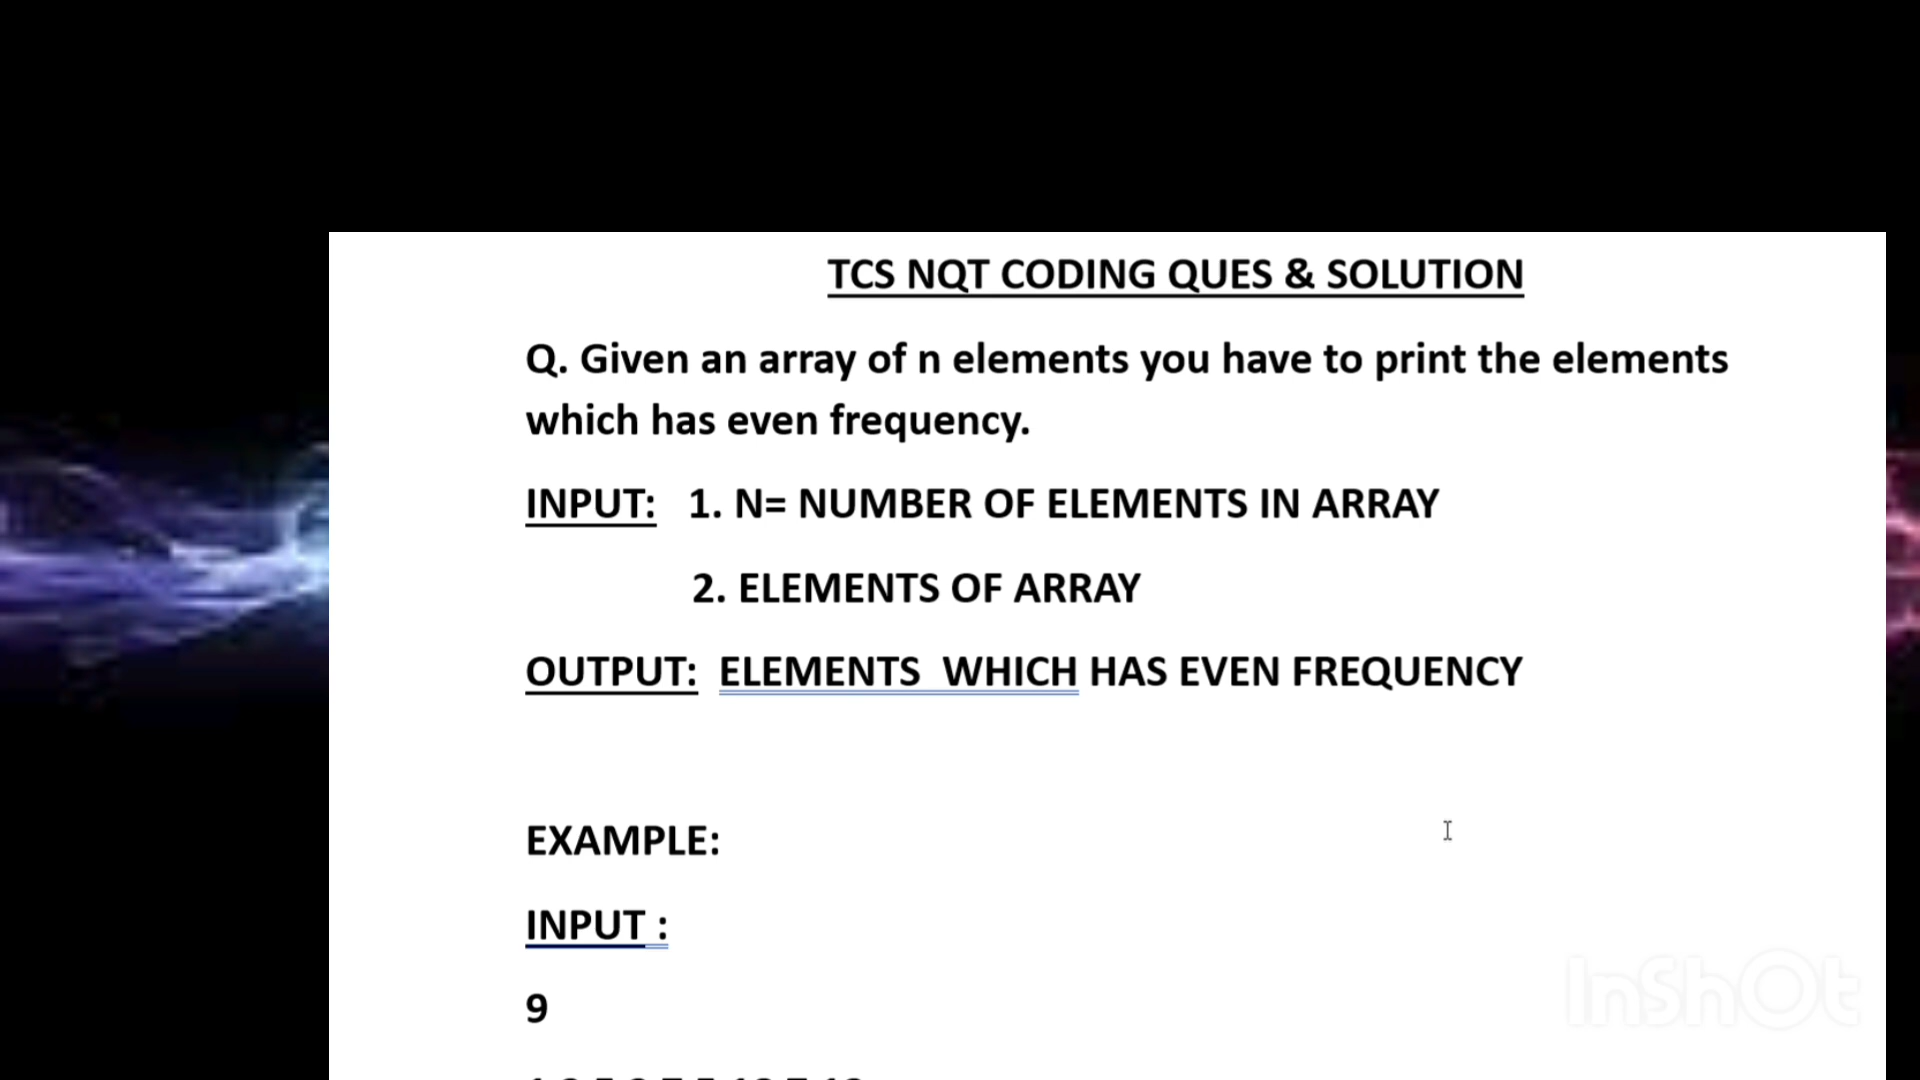 TCS NQT CODING QUES & SOLUTION
Q. Given an array of n elements you have to print the elements
which has even frequency.
INPUT: 1. N= NUMBER OF ELEMENTS IN ARRAY
2. ELEMENTS OF ARRAY
OUTPUT: ELEMENTS WHICH HAS EVEN FREQUENCY
EXAMPLE:
INPUT :
9
InShOt